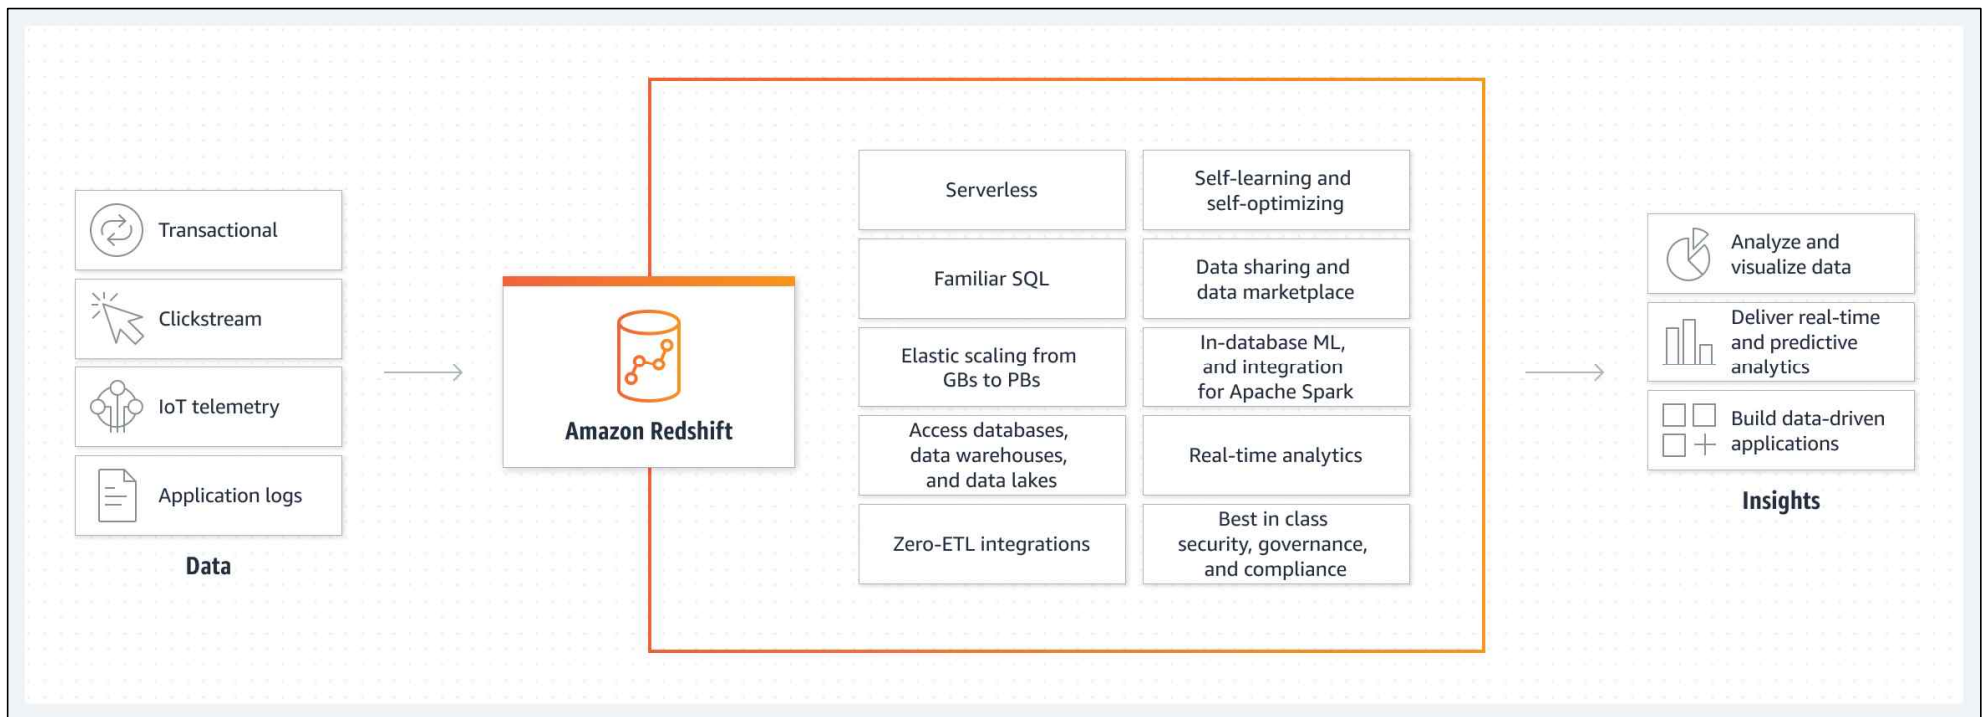 Transactional
Clickstream
IoT telemetry
Application logs
Data
Amazon Redshift
Serverless
Familiar SQL
Elastic scaling from
GBs to PBs
Access databases,
data warehouses,
and data lakes
Zero-ETL integrations
Self-learning and
self-optimizing
Data sharing and
data marketplace
In-database ML,
and integration
for Apache Spark
Real-time analytics
Best in class
security, governance,
and compliance
Analyze and
visualize data
Deliver real-time
and predictive
analytics
Build data-driven
applications
Insights